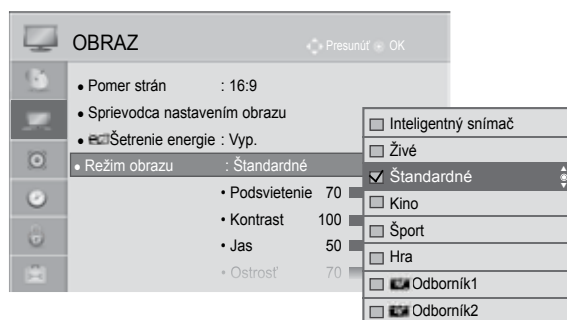 OBRAZ
Presunúť OK
• Pomer strán : 16:9
• Sprievodca nastavením obrazu
• Šetrenie energie : Vyp.
• Režim obrazu : Štandardné
• Podsvietenie 70
• Kontrast 100
• Jas 50
• Ostrosť 70
Inteligentný snímač
Živé
Štandardné
Kino
Šport
Hra
Odborník1
Odborník2